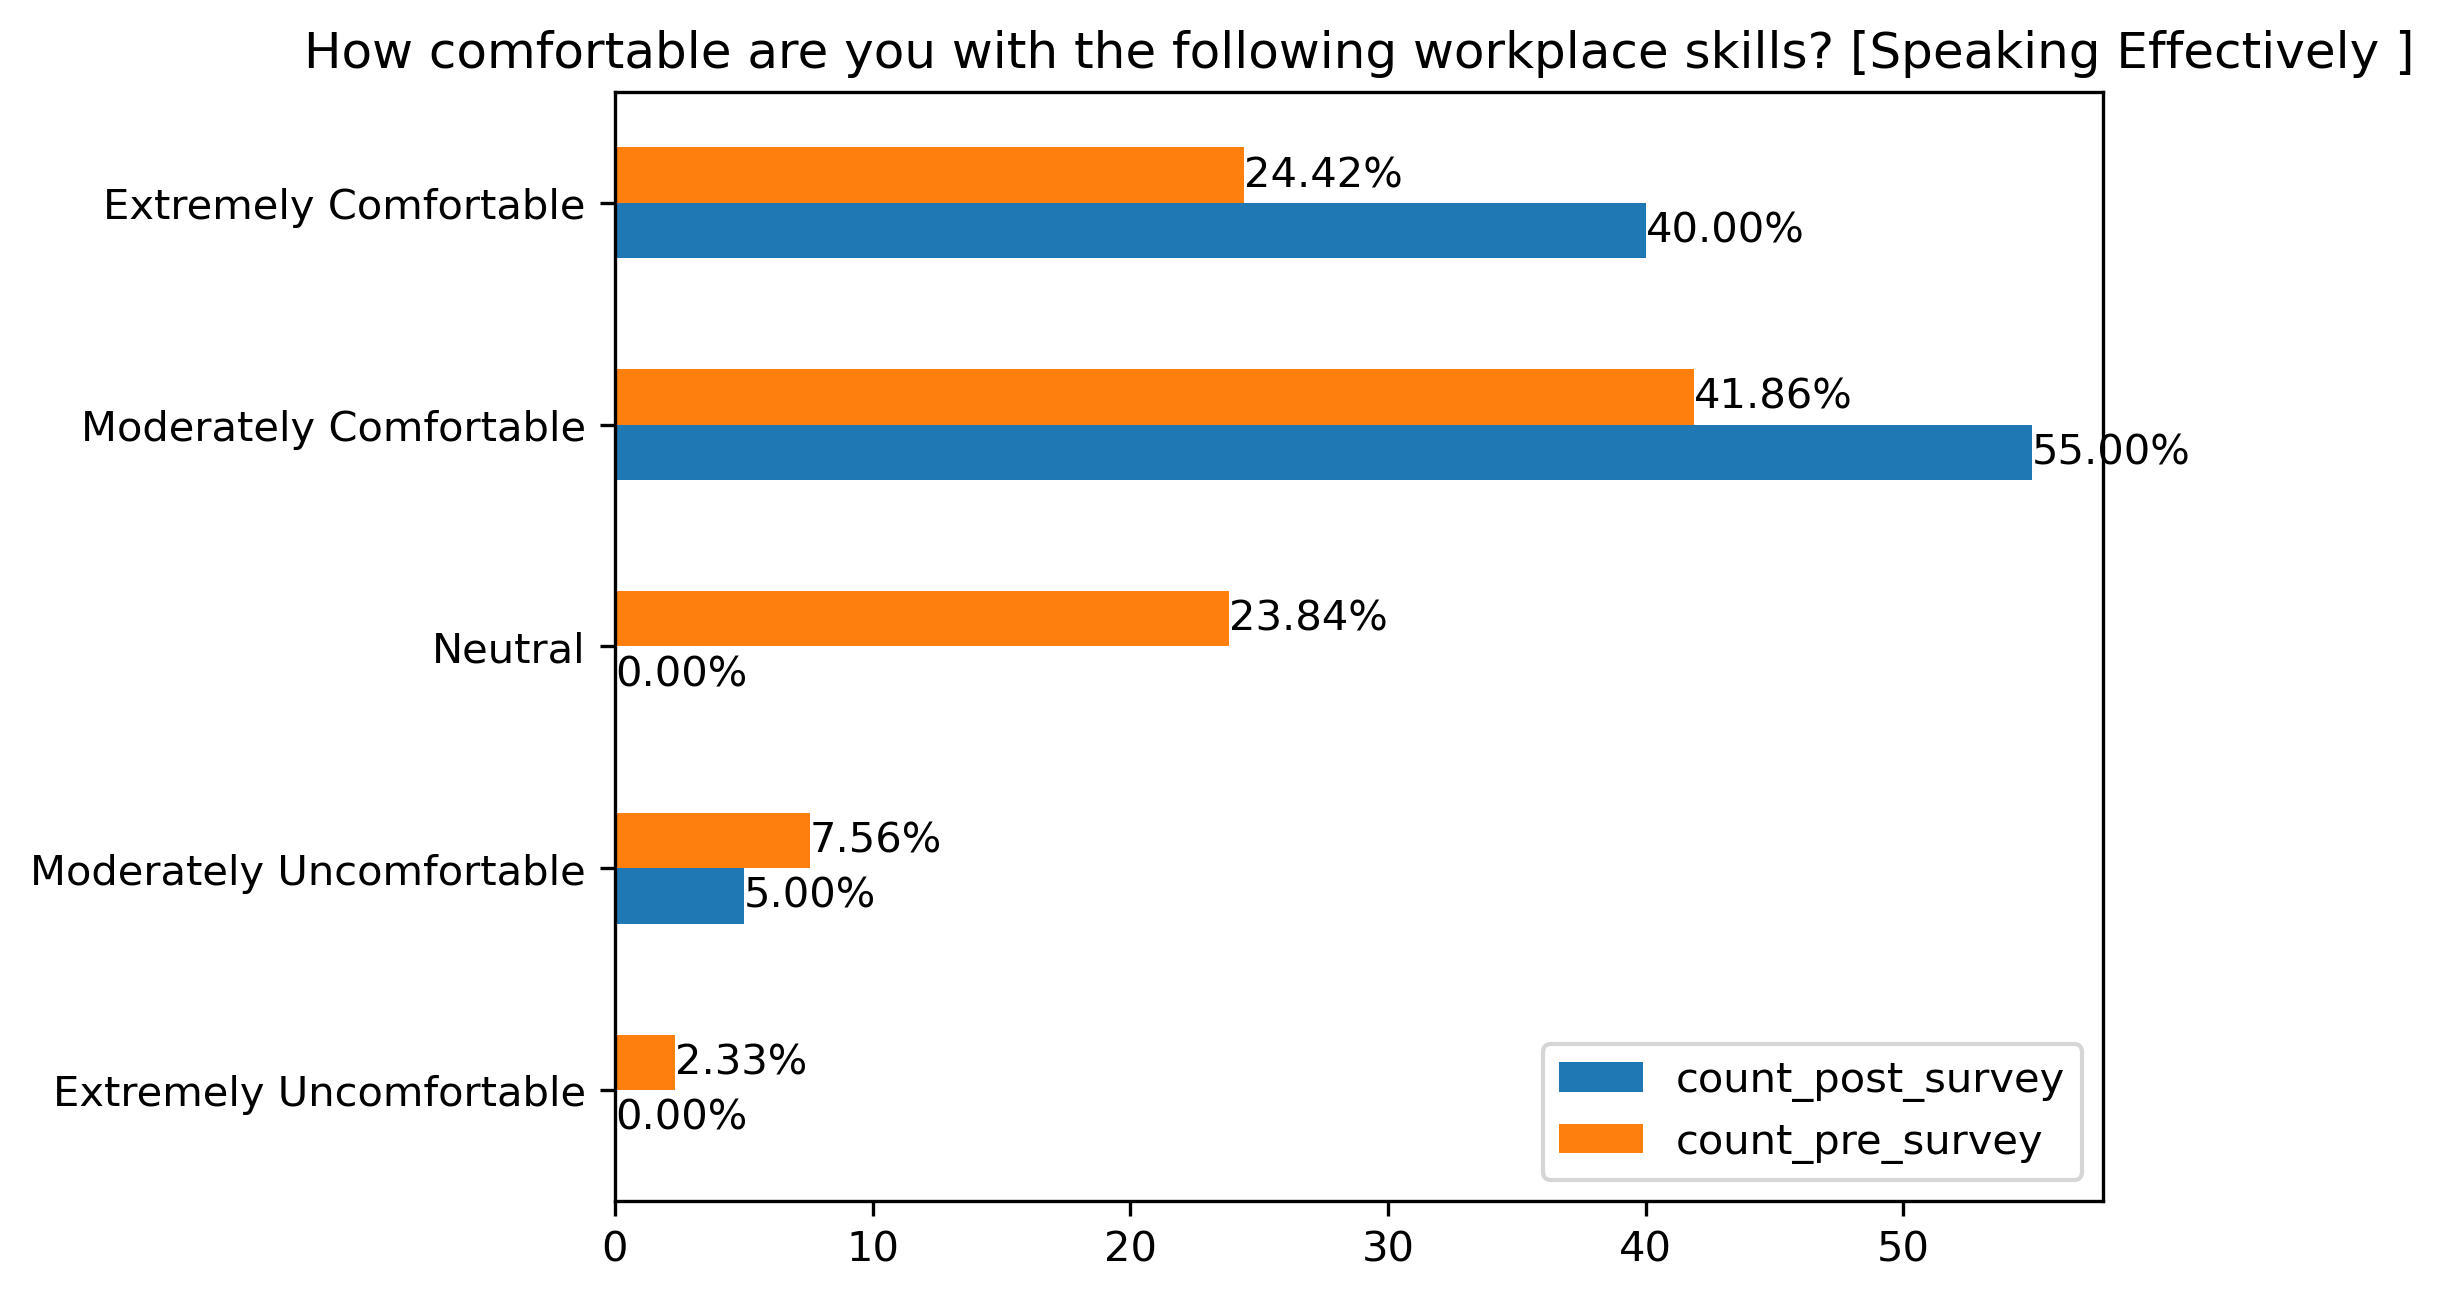 How comfortable are you with the following workplace skills? [Speaking Effectively ]
Extremely Comfortable
24.42%
40.00%
Moderately Comfortable
41.86%
55.00%
Neutral
23.84%
0.00%
Moderately Uncomfortable
7.56%
5.00%
Extremely Uncomfortable
2.33%
0.00%
count_post_survey
count_pre_survey
0 10 20 30 40 50